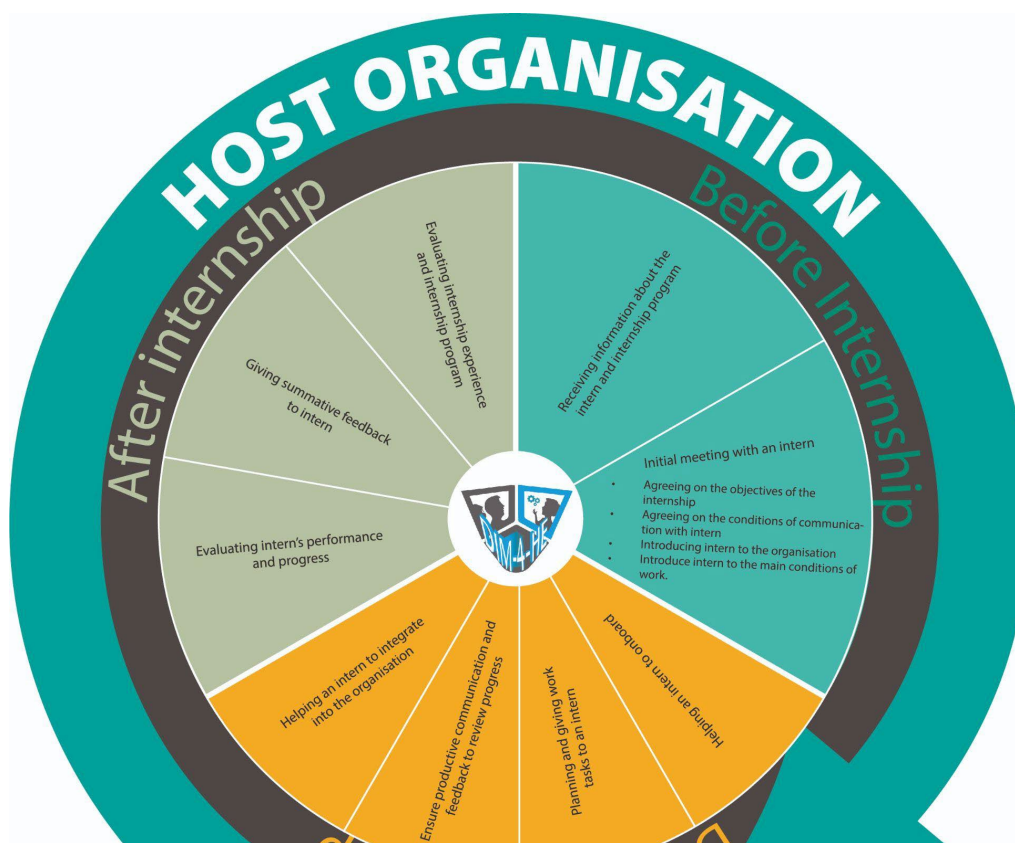 HOST ORGANISATION
Before Internship
Receiving information about the
intern and internship program
Initial meeting with an intern
• Agreeing on the objectives of the
internship
• Agreeing on the conditions of communica-
tion with intern
• Introducing intern to the organisation
• Introduce intern to the main conditions of
work.
Helping an intern to onboard
Planning and giving work
tasks to an intern
Ensure productive communication and
feedback to review progress
Helping an intern to integrate
into the organisation
After internship
Evaluating intern's performance
and progress
Giving summative feedback
to intern
Evaluating internship experience
and internship program
DIM-4-HE